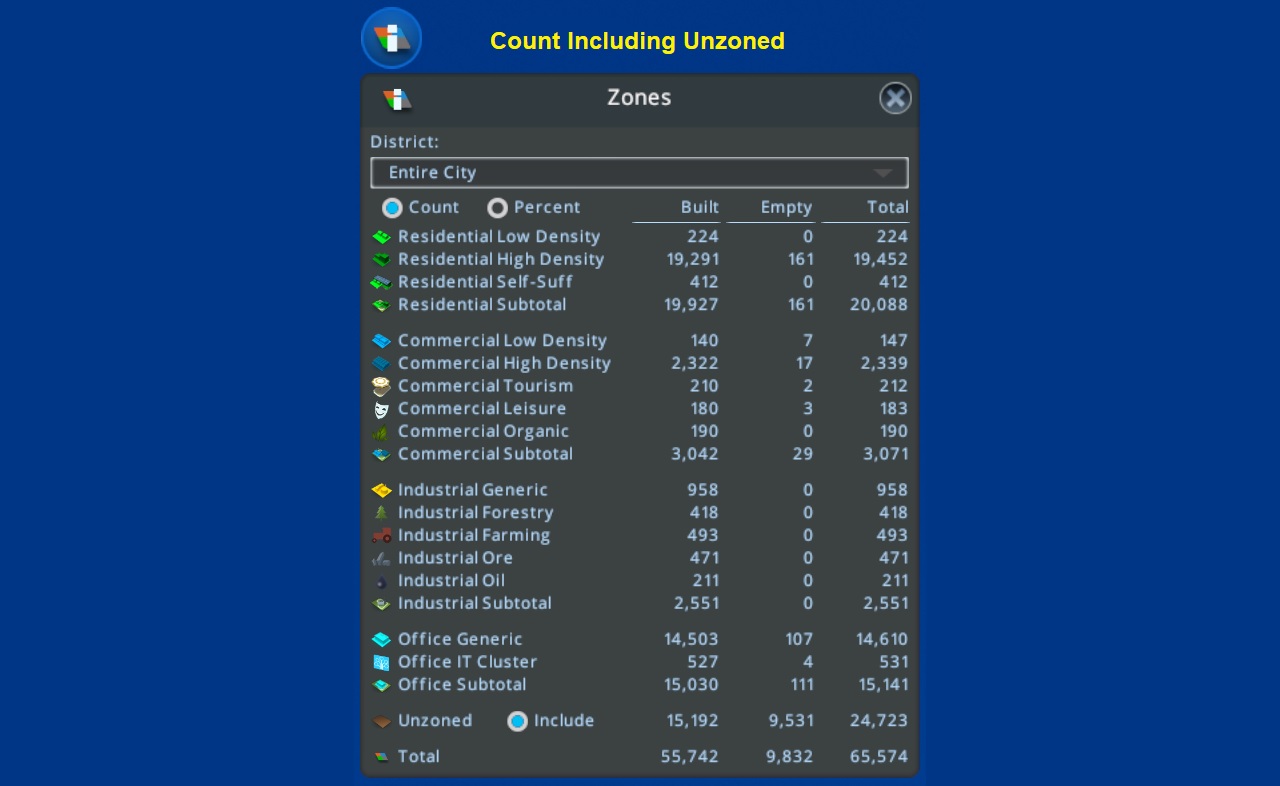 Count Including Unzoned
Zones
District:
Entire City
Count Percent Built Empty Total
Residential Low Density 224 0 224
Residential High Density 19,291 161 19,452
Residential Self-Suff 412 0 412
Residential Subtotal 19,927 161 20,088
Commercial Low Density 140 7 147
Commercial High Density 2,322 17 2,339
Commercial Tourism 210 2 212
Commercial Leisure 180 3 183
Commercial Organic 190 0 190
Commercial Subtotal 3,042 29 3,071
Industrial Generic 958 0 958
Industrial Forestry 418 0 418
Industrial Farming 493 0 493
Industrial Ore 471 0 471
Industrial Oil 211 0 211
Industrial Subtotal 2,551 0 2,551
Office Generic 14,503 107 14,610
Office IT Cluster 527 4 531
Office Subtotal 15,030 111 15,141
Unzoned Include 15,192 9,531 24,723
Total 55,742 9,832 65,574